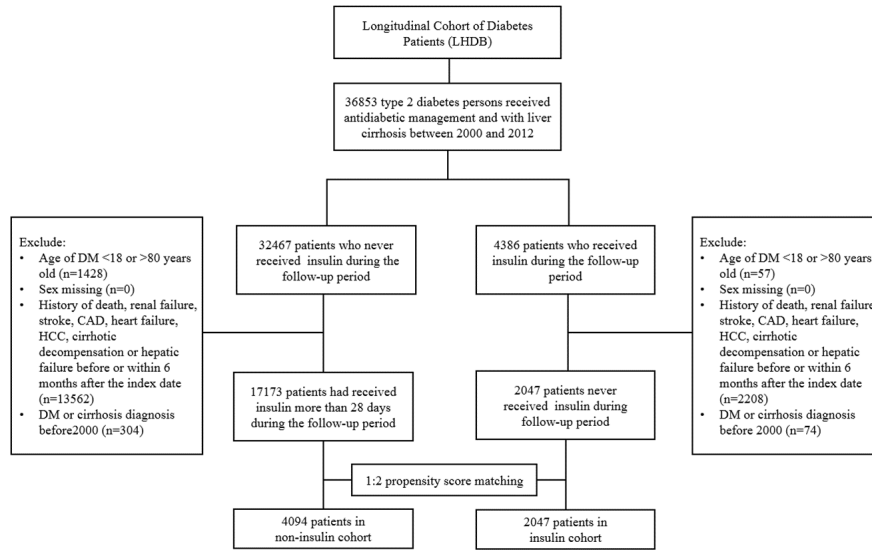 Longitudinal Cohort of Diabetes
Patients (LHDB)
36853 type 2 diabetes persons received
antidiabetic management and with liver
cirrhosis between 2000 and 2012
Exclude:
• Age of DM <18 or >80 years
old (n=1428)
• Sex missing (n=0)
• History of death, renal failure,
stroke, CAD, heart failure,
HCC, cirrhotic
decompensation or hepatic
failure before or within 6
months after the index date
(n=13562)
• DM or cirrhosis diagnosis
before2000 (n=304)
32467 patients who never
received insulin during the
follow-up period
4386 patients who received
insulin during the follow-up
period
Exclude:
• Age of DM <18 or >80 years
old (n=57)
• Sex missing (n=0)
• History of death, renal failure,
stroke, CAD, heart failure,
HCC, cirrhotic
decompensation or hepatic
failure before or within 6
months after the index date
(n=2208)
• DM or cirrhosis diagnosis
before 2000 (n=74)
17173 patients had received
insulin more than 28 days
during the follow-up period
2047 patients never
received insulin during
follow-up period
1:2 propensity score matching
4094 patients in
non-insulin cohort
2047 patients in
insulin cohort